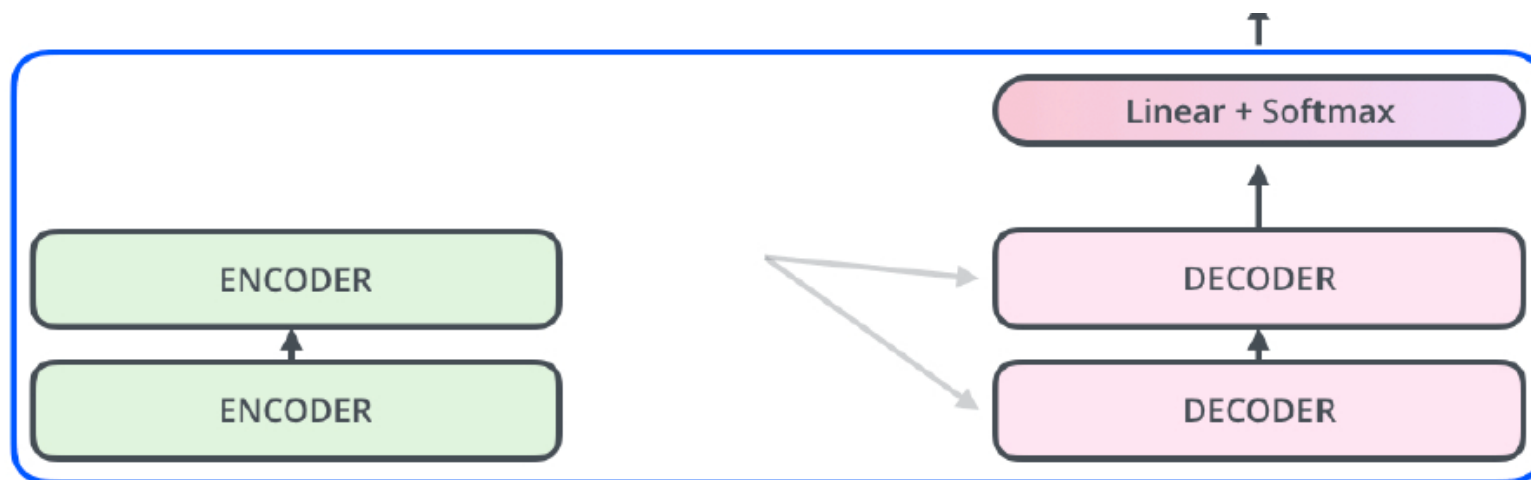 Linear + Softmax
ENCODER
DECODER
ENCODER
DECODER